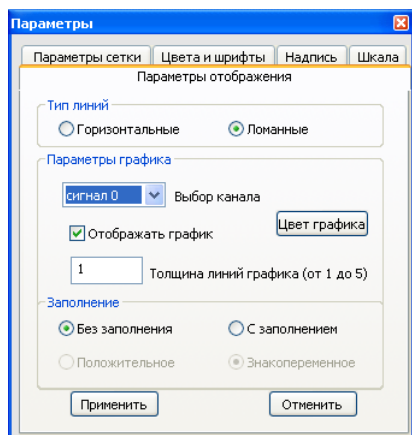 Параметры
Параметры сетки Цвета и шрифты Надпись Шкала
Параметры отображения
Тип линий
Горизонтальные Ломанные
Параметры графика
сигнал 0 Выбор канала
Отображать график Цвет графика
1 Толщина линий графика (от 1 до 5)
Заполнение
Без заполнения С заполнением
Положительное Знакопеременное
Применить Отменить